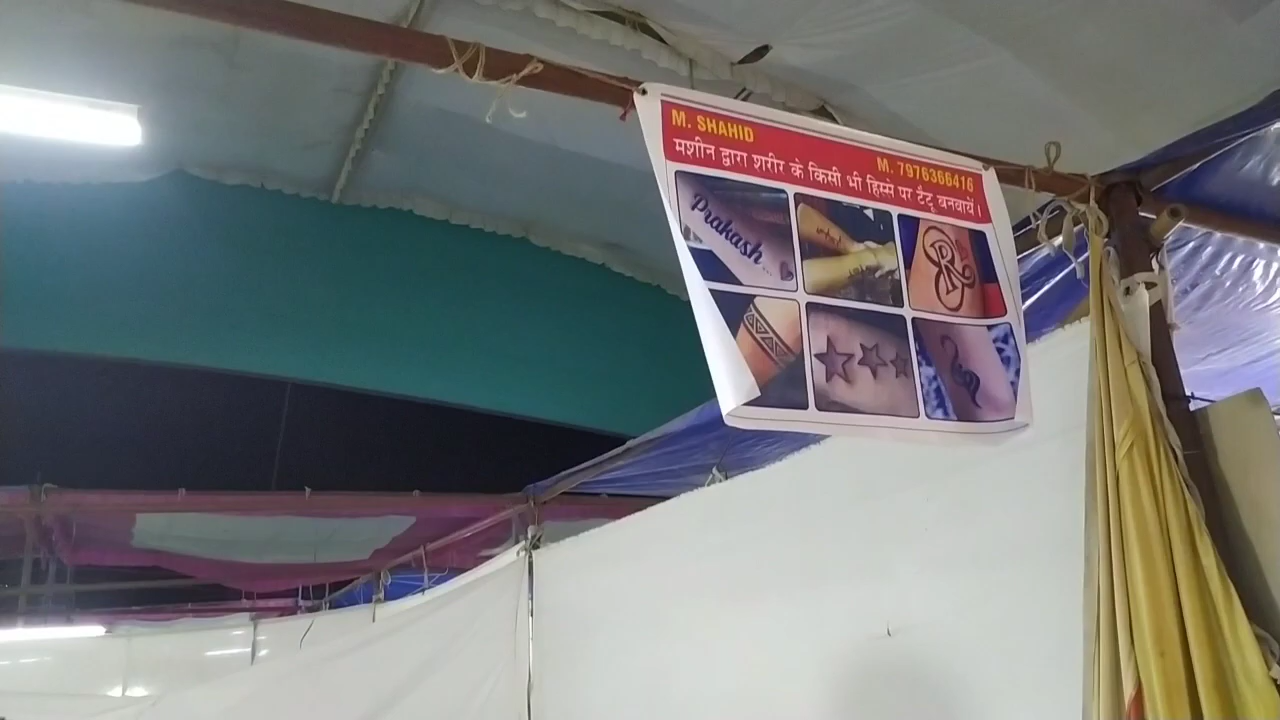 M. SHAHID
M. 7976366416
मशीन द्वारा शरीर के किसी भी हिस्से पर टैटू बनवायें।
Prakash
R